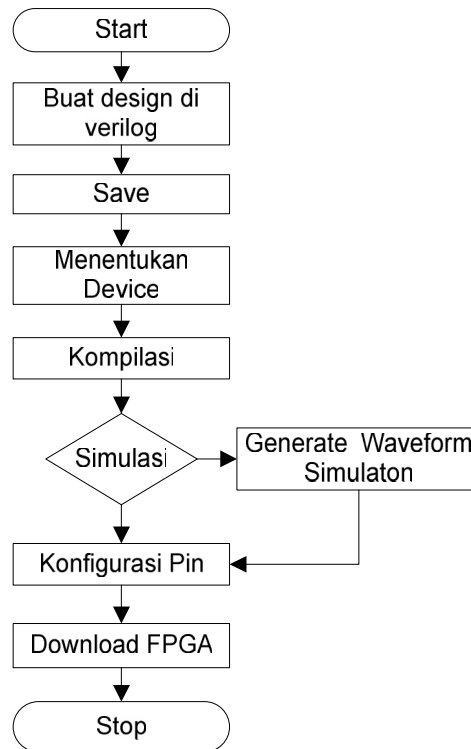 Start
Buat design di
verilog
Save
Menentukan
Device
Kompilasi
Simulasi
Generate Waveform
Simulaton
Konfigurasi Pin
Download FPGA
Stop